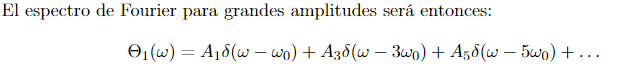 El espectro de Fourier para grandes amplitudes será entonces:
Θ₁(ω) = A₁δ(ω − ω₀) + A₃δ(ω − 3ω₀) + A₅δ(ω − 5ω₀) + . . .